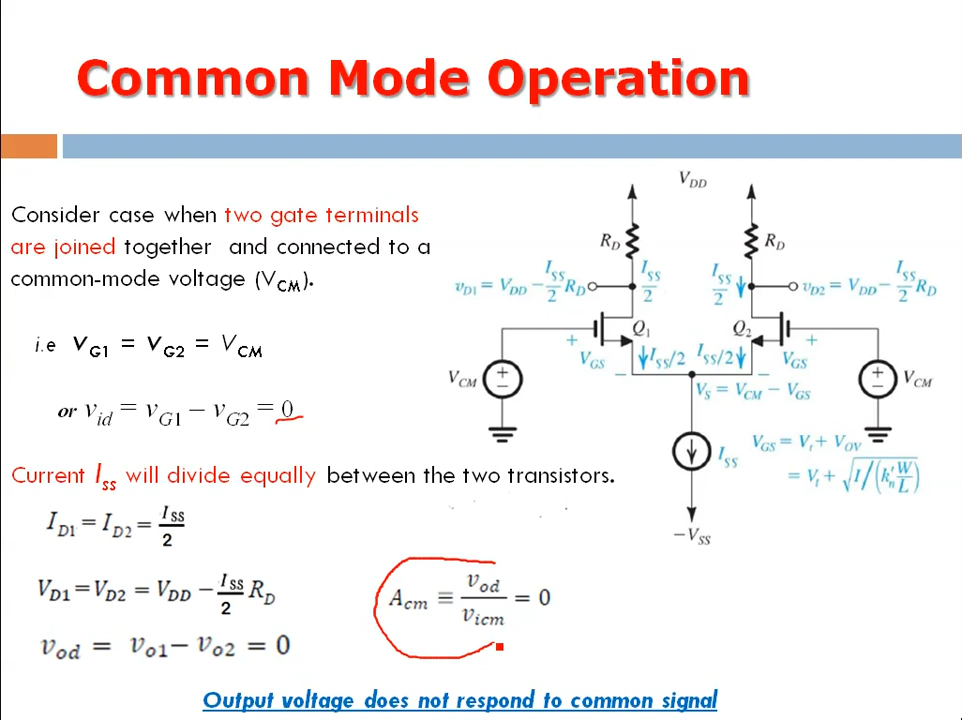 Common Mode Operation
Consider case when two gate terminals
are joined together and connected to a
common-mode voltage (V_CM).
i.e v_G1 = v_G2 = V_CM
or v_id = v_G1 − v_G2 = 0
Current I_ss will divide equally between the two transistors.
I_D1 = I_D2 = I_SS/2
V_D1 = V_D2 = V_DD − I_SS/2 R_D
v_od = v_o1 − v_o2 = 0
A_cm ≡ v_od/v_icm = 0
Output voltage does not respond to common signal
V_DD
R_D
R_D
v_D1 = V_DD − I_SS/2 R_D
I_SS/2
I_SS/2
v_D2 = V_DD − I_SS/2 R_D
Q_1
Q_2
+
V_GS
−
I_SS/2
I_SS/2
−
V_GS
+
V_CM
+
−
V_S = V_CM − V_GS
+
−
V_CM
I_SS
V_GS = V_t + V_OV
= V_t + √(I/(k'_n W/L))
−V_SS